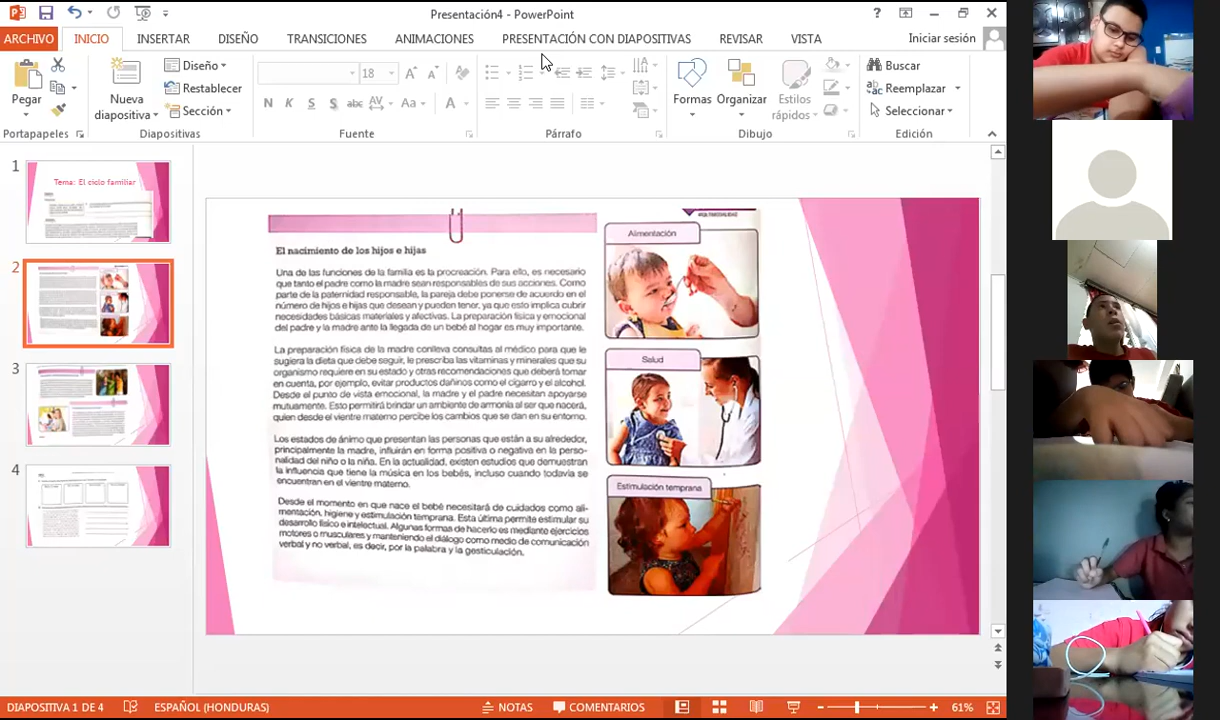 Presentación4 - PowerPoint
ARCHIVO INICIO INSERTAR DISEÑO TRANSICIONES ANIMACIONES PRESENTACIÓN CON DIAPOSITIVAS REVISAR VISTA Iniciar sesión
Pegar
Nueva diapositiva
Diseño
Restablecer
Sección
18
N K S S abc AV Aa A
Formas
Organizar
Estilos rápidos
Buscar
Reemplazar
Seleccionar
Portapapeles Diapositivas Fuente Párrafo Dibujo Edición
1
Tema: El ciclo familiar
2
3
4
El nacimiento de los hijos e hijas
Una de las funciones de la familia es la procreación. Para ello, es necesario
que tanto el padre como la madre sean responsables de sus acciones. Como
parte de la paternidad responsable, la pareja debe ponerse de acuerdo en el
número de hijos e hijas que desean y pueden tener, ya que esto implica cubrir
necesidades básicas materiales y afectivas. La preparación física y emocional
del padre y la madre ante la llegada de un bebé al hogar es muy importante.
La preparación física de la madre conlleva consultas al médico para que le
sugiera la dieta que debe seguir, le prescriba las vitaminas y minerales que su
organismo requiere en su estado y otras recomendaciones que deberá tomar
en cuenta, por ejemplo, evitar productos dañinos como el cigarro y el alcohol.
Desde el punto de vista emocional, la madre y el padre necesitan apoyarse
mutuamente. Esto permitirá brindar un ambiente de armonía al ser que nacerá,
quien desde el vientre materno percibe los cambios que se dan en su entorno.
Los estados de ánimo que presentan las personas que están a su alrededor,
principalmente la madre, influirán en forma positiva o negativa en la perso-
nalidad del niño o la niña. En la actualidad, existen estudios que demuestran
la influencia que tiene la música en los bebés, incluso cuando todavía se
encuentran en el vientre materno.
Desde el momento en que nace el bebé necesitará de cuidados como ali-
mentación, higiene y estimulación temprana. Esta última permite estimular su
desarrollo físico e intelectual. Algunas formas de hacerlo es mediante ejercicios
motores o musculares y manteniendo el diálogo como medio de comunicación
verbal y no verbal, es decir, por la palabra y la gesticulación.
Alimentación
Salud
Estimulación temprana
DIAPOSITIVA 1 DE 4 ESPAÑOL (HONDURAS) NOTAS COMENTARIOS 61%